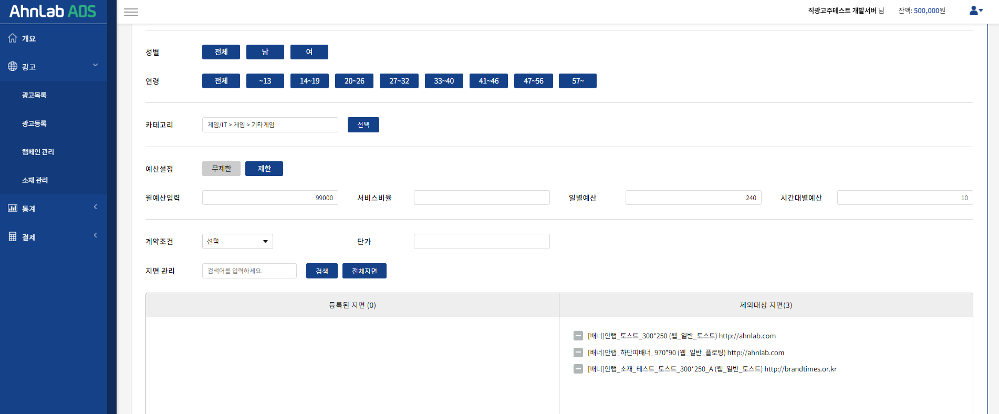 AhnLab ADS
직광고주테스트 개발서버 님 잔액: 500,000원
개요
광고
광고목록
광고등록
캠페인 관리
소재 관리
통계
결제
성별 전체 남 여
연령 전체 ~13 14~19 20~26 27~32 33~40 41~46 47~56 57~
카테고리 게임/IT > 게임 > 기타게임 선택
예산설정 무제한 제한
월예산입력 99000 서비스비율 일별예산 240 시간대별예산 10
계약조건 선택 단가
지면 관리 검색어를 입력하세요. 검색 전체지면
등록된 지면 (0) 제외대상 지면(3)
[배너]안랩_토스트_300*250 (웹_일반_토스트) http://ahnlab.com
[배너]안랩_하단띠배너_970*90 (웹_일반_플로팅) http://ahnlab.com
[배너]안랩_소재_테스트_토스트_300*250_A (웹_일반_토스트) http://brandtimes.or.kr